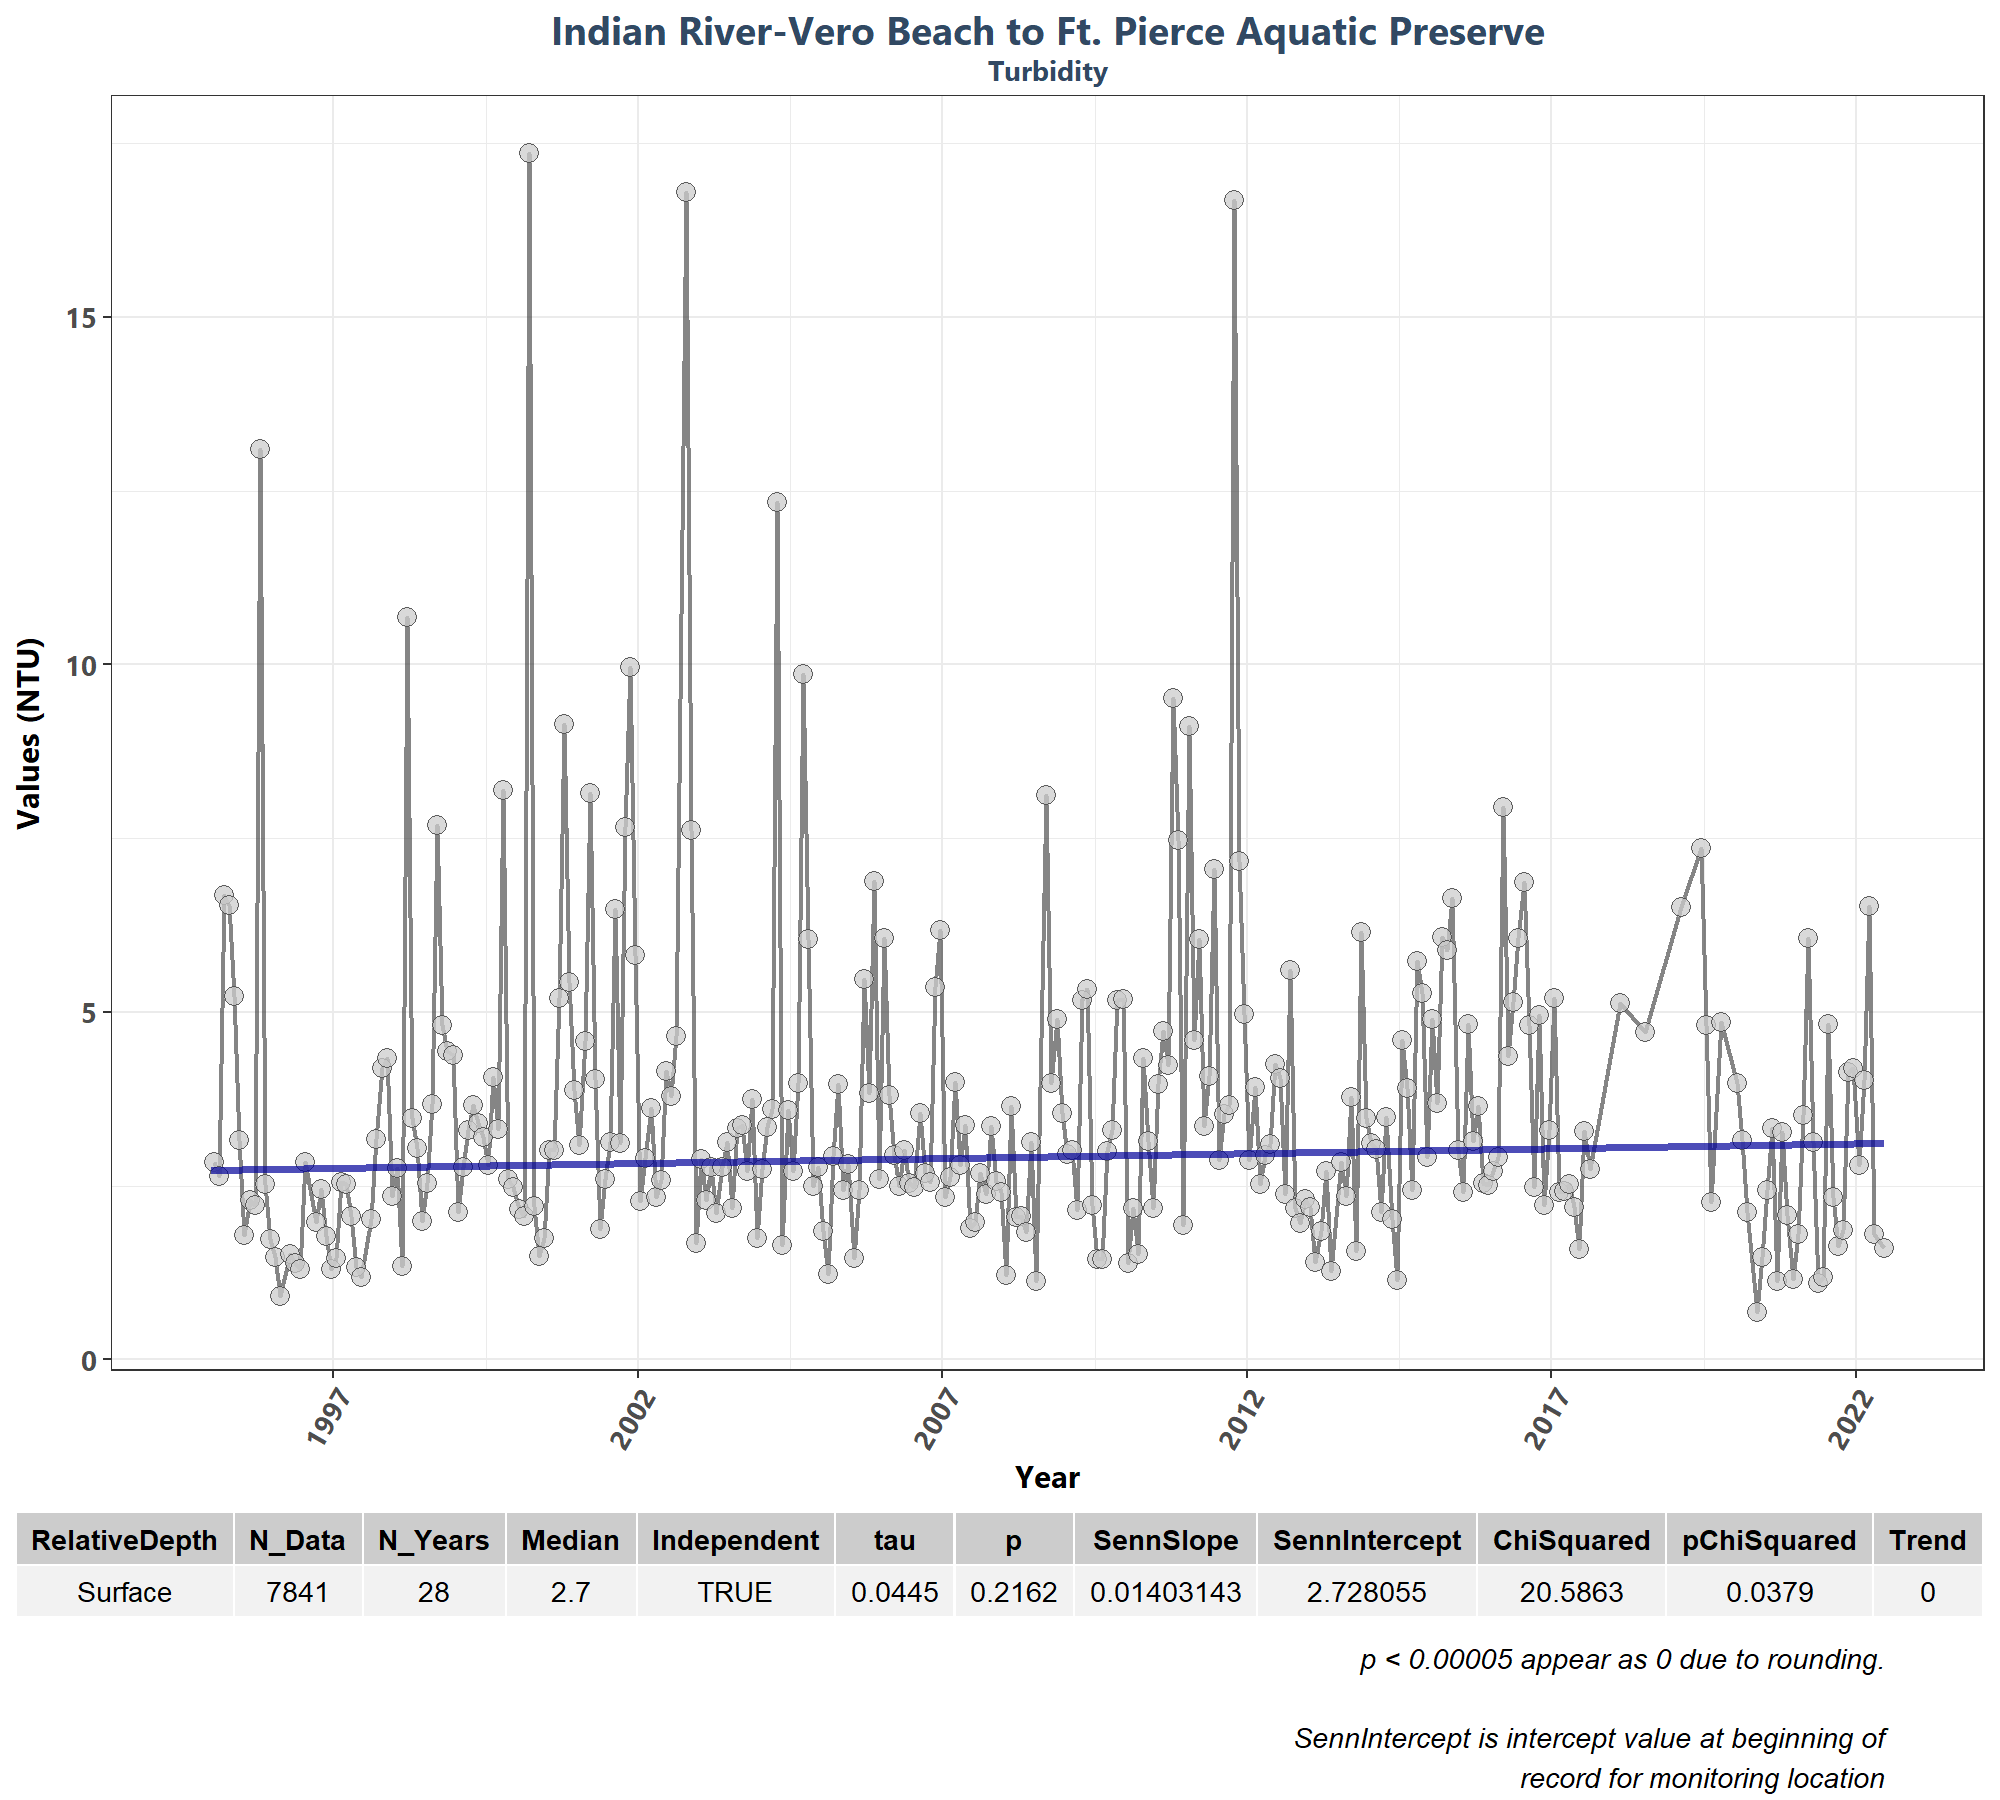 Indian River-Vero Beach to Ft. Pierce Aquatic Preserve
Turbidity
Values (NTU)
15
10
5
0
1997 2002 2007 2012 2017 2022
Year
RelativeDepth N_Data N_Years Median Independent tau p SennSlope SennIntercept ChiSquared pChiSquared Trend
Surface 7841 28 2.7 TRUE 0.0445 0.2162 0.01403143 2.728055 20.5863 0.0379 0
p < 0.00005 appear as 0 due to rounding.
SennIntercept is intercept value at beginning of
record for monitoring location